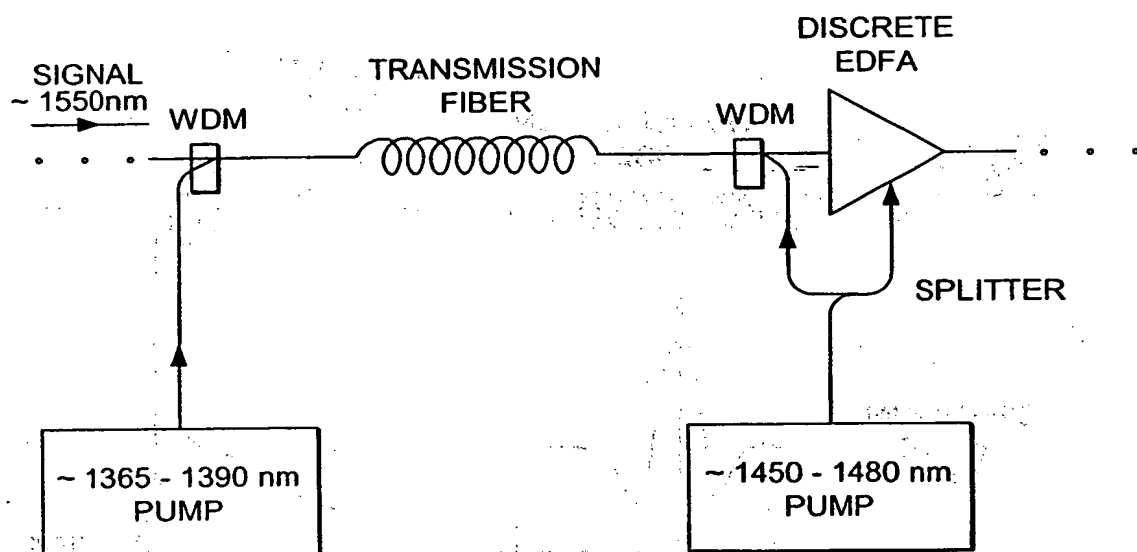 DISCRETE
EDFA
SIGNAL
~ 1550nm
TRANSMISSION
FIBER
WDM
WDM
SPLITTER
~ 1365 - 1390 nm
PUMP
~ 1450 - 1480 nm
PUMP